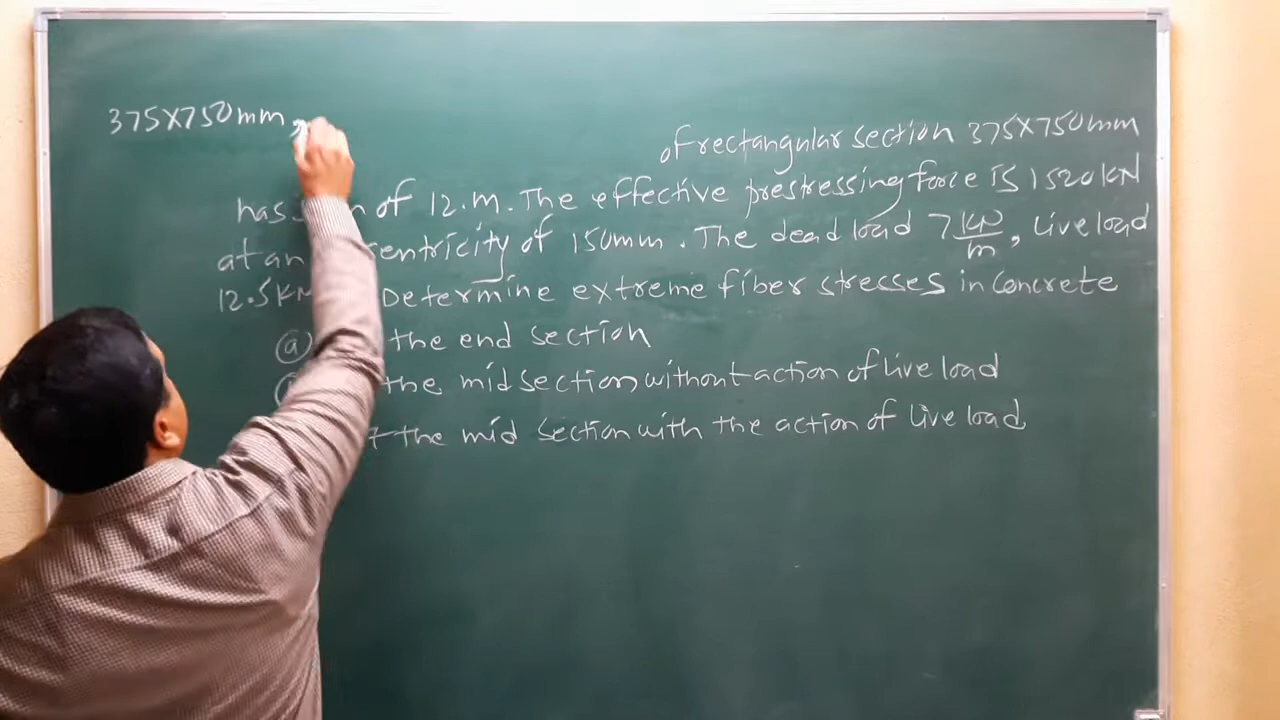 375X750mm,
of rectangular section 375X750mm
has of 12.m. The effective prestressing force is 1520KN
at an centricity of 150mm. The dead load 7 KN/m, Live load
12.5KN Determine extreme fiber stresses in concrete
(a) the end section
the mid section, without action of live load
the mid section with the action of live load